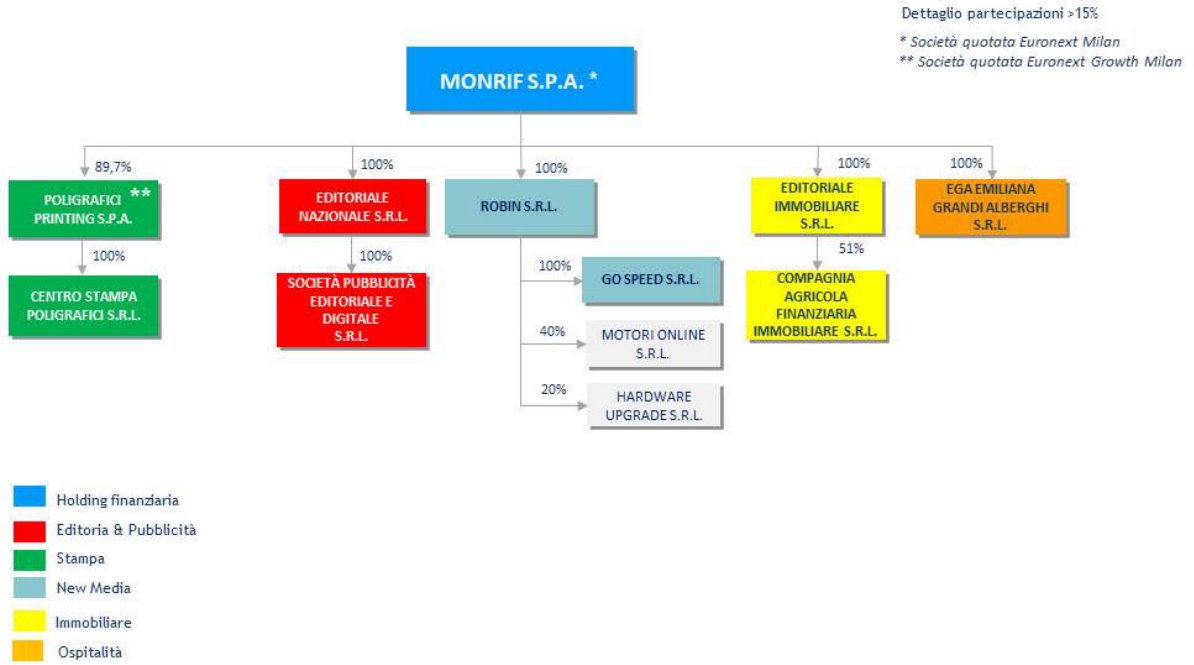 Dettaglio partecipazioni >15%
* Società quotata Euronext Milan
** Società quotata Euronext Growth Milan
MONRIF S.P.A. *
89,7%
100%
100%
100%
100%
POLIGRAFICI **
PRINTING S.P.A.
EDITORIALE
NAZIONALE S.R.L.
ROBIN S.R.L.
EDITORIALE
IMMOBILIARE
S.R.L.
EGA EMILIANA
GRANDI ALBERGHI
S.R.L.
100%
100%
51%
CENTRO STAMPA
POLIGRAFICI S.R.L.
SOCIETÀ PUBBLICITÀ
EDITORIALE E
DIGITALE
S.R.L.
100%
GO SPEED S.R.L.
40%
MOTORI ONLINE
S.R.L.
20%
HARDWARE
UPGRADE S.R.L.
COMPAGNIA
AGRICOLA
FINANZIARIA
IMMOBILIARE S.R.L.
Holding finanziaria
Editoria & Pubblicità
Stampa
New Media
Immobiliare
Ospitalità